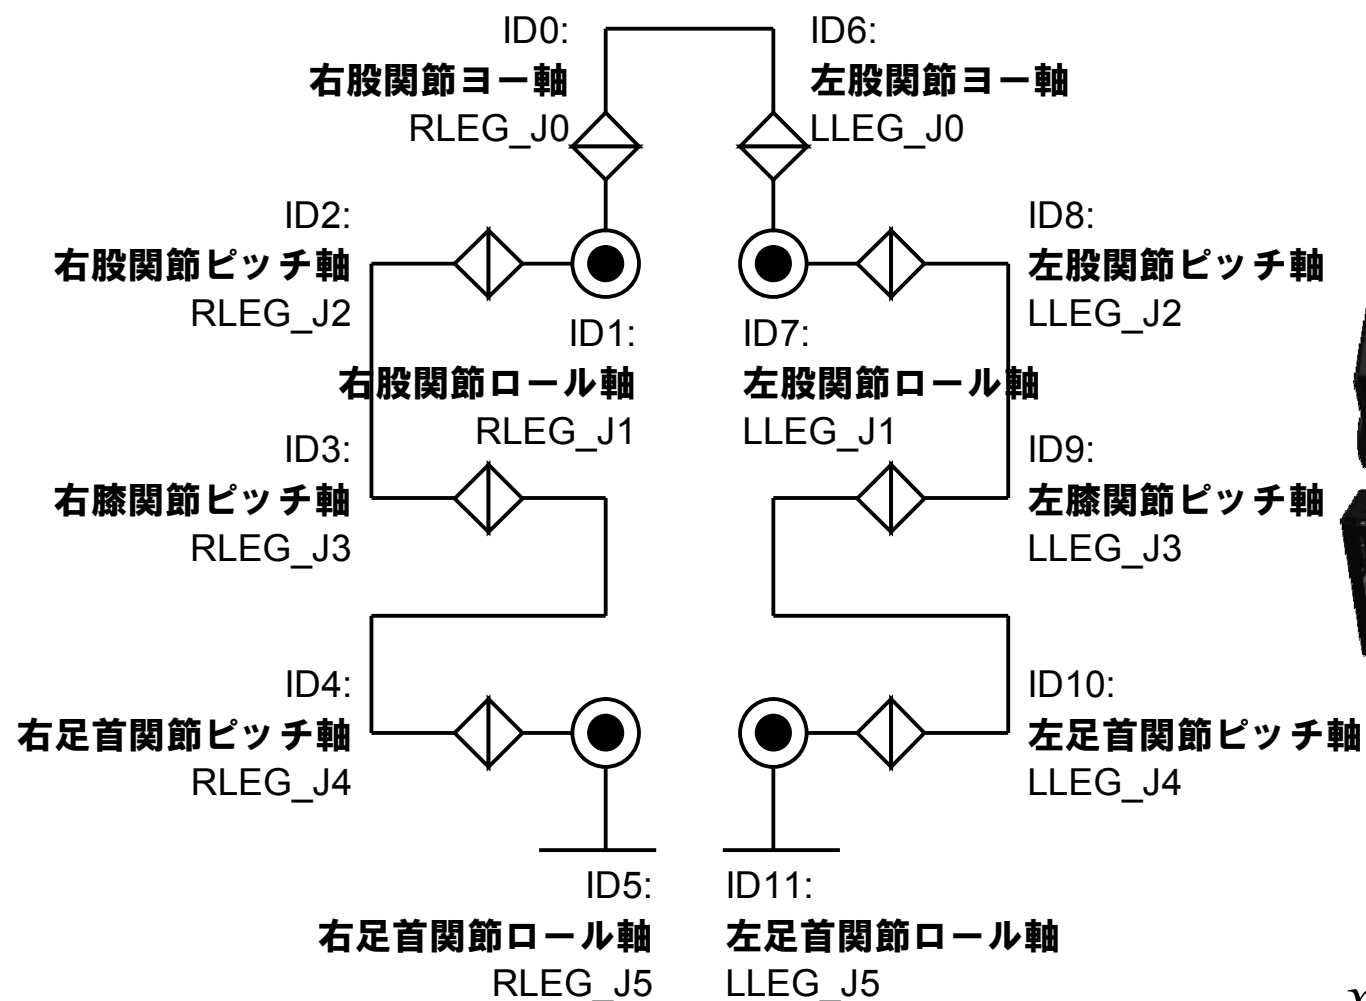 ID0:
右股関節ヨー軸
RLEG_J0
ID6:
左股関節ヨー軸
LLEG_J0
ID2:
右股関節ピッチ軸
RLEG_J2
ID8:
左股関節ピッチ軸
LLEG_J2
ID1:
右股関節ロール軸
RLEG_J1
ID7:
左股関節ロール軸
LLEG_J1
ID3:
右膝関節ピッチ軸
RLEG_J3
ID9:
左膝関節ピッチ軸
LLEG_J3
ID4:
右足首関節ピッチ軸
RLEG_J4
ID10:
左足首関節ピッチ軸
LLEG_J4
ID5:
右足首関節ロール軸
RLEG_J5
ID11:
左足首関節ロール軸
LLEG_J5